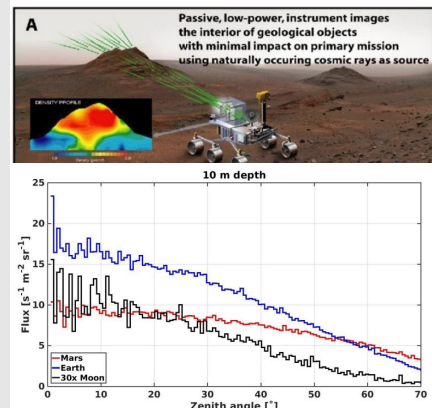 A
Passive, low-power, instrument images
the interior of geological objects
with minimal impact on primary mission
using naturally occuring cosmic rays as source
DENSITY PROFILE
10 m depth
Flux [s⁻¹ m⁻² sr⁻¹]
25
20
15
10
5
0
Mars
Earth
30x Moon
0 10 20 30 40 50 60 70
Zenith angle [°]